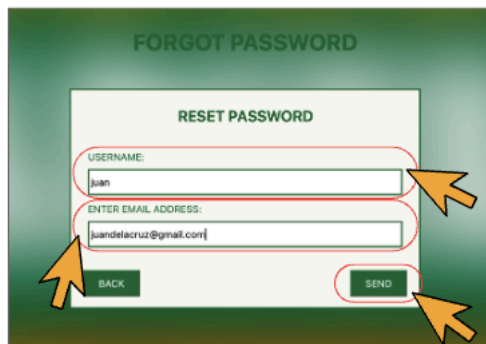 FORGOT PASSWORD
RESET PASSWORD
USERNAME:
juan
ENTER EMAIL ADDRESS:
juandelacruz@gmail.com
BACK SEND